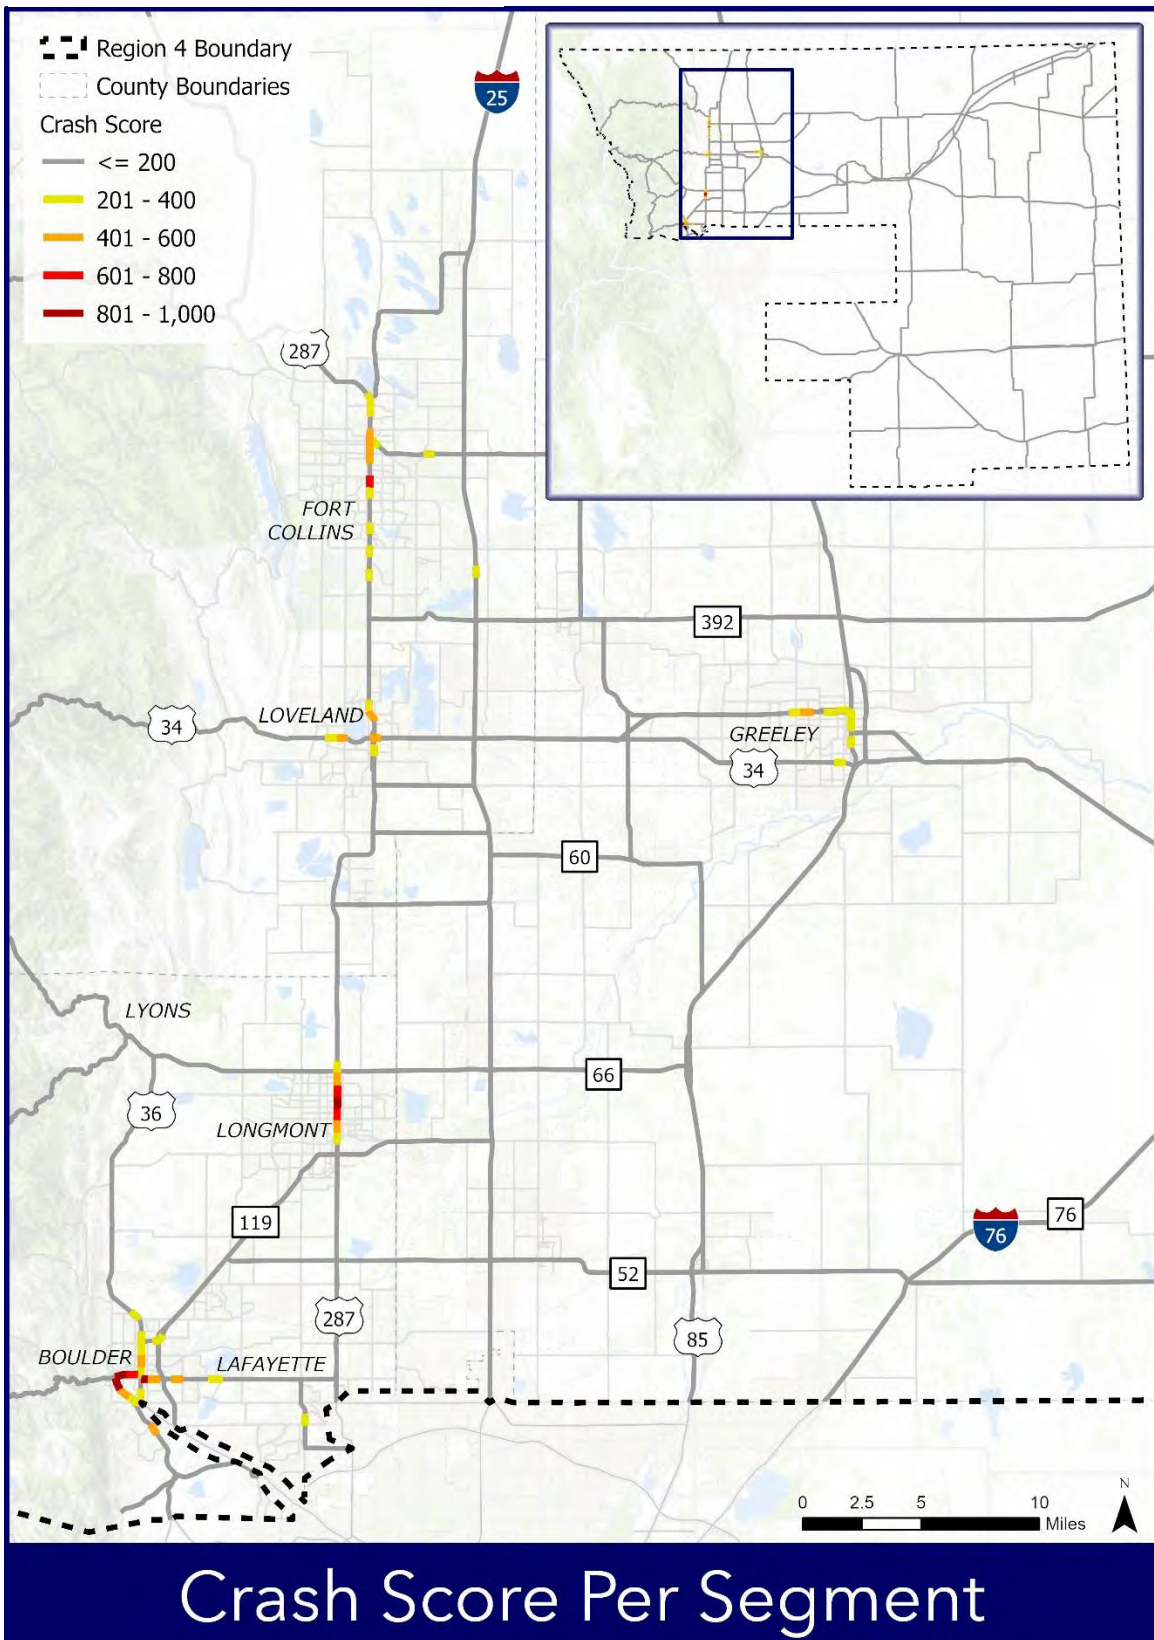 Region 4 Boundary
County Boundaries
Crash Score
<= 200
201 - 400
401 - 600
601 - 800
801 - 1,000
25
287
FORT
COLLINS
392
34
LOVELAND
GREELEY
34
60
LYONS
66
36
LONGMONT
119
76
76
52
287
85
BOULDER
LAFAYETTE
N
0 2.5 5 10
Miles
Crash Score Per Segment